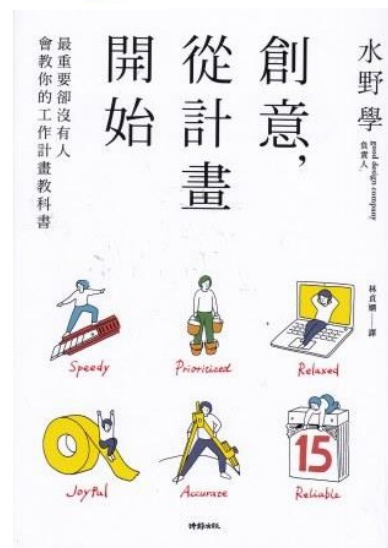 水野學
good design company
負責人
創意,
從計畫
開始
最重要卻沒有人
會教你的工作計畫教科書
林貞嫻——譯
Speedy
Prioritized
Relaxed
Joyful
Accurate
15
Reliable
時報出版